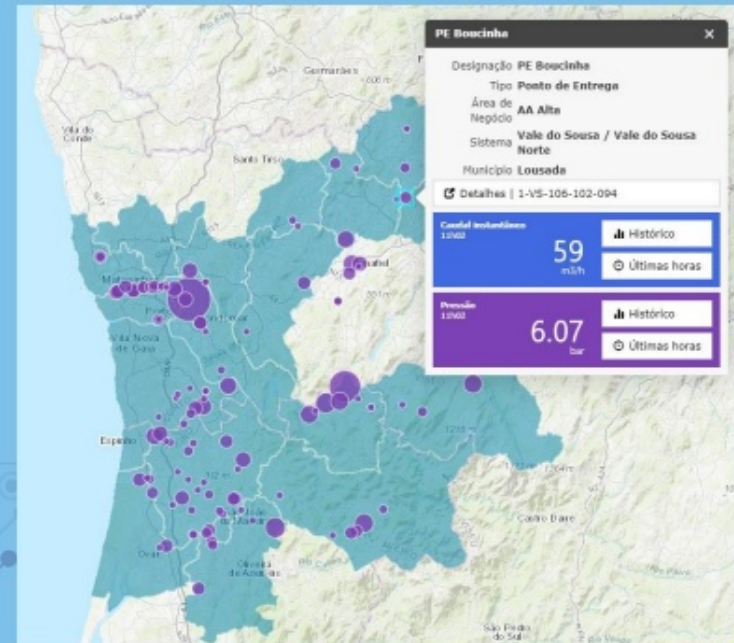 PE Boucinha
Designação PE Boucinha
Tipo Ponto de Entrega
Área de Negócio AA Alta
Sistema Vale do Sousa / Vale do Sousa
Norte
Município Lousada
Detalhes | 1-VS-106-102-094
Caudal instantâneo
11h02
59
m3/h
Histórico
Últimas horas
Pressão
11h02
6.07
bar
Histórico
Últimas horas
Guimarães
Vila do
Conde
Santo Tirso
Porto
Vila Nova
de Gaia
Espinho
Ovar
Oliveira
de Azeméis
Castro Daire
São Pedro
do Sul